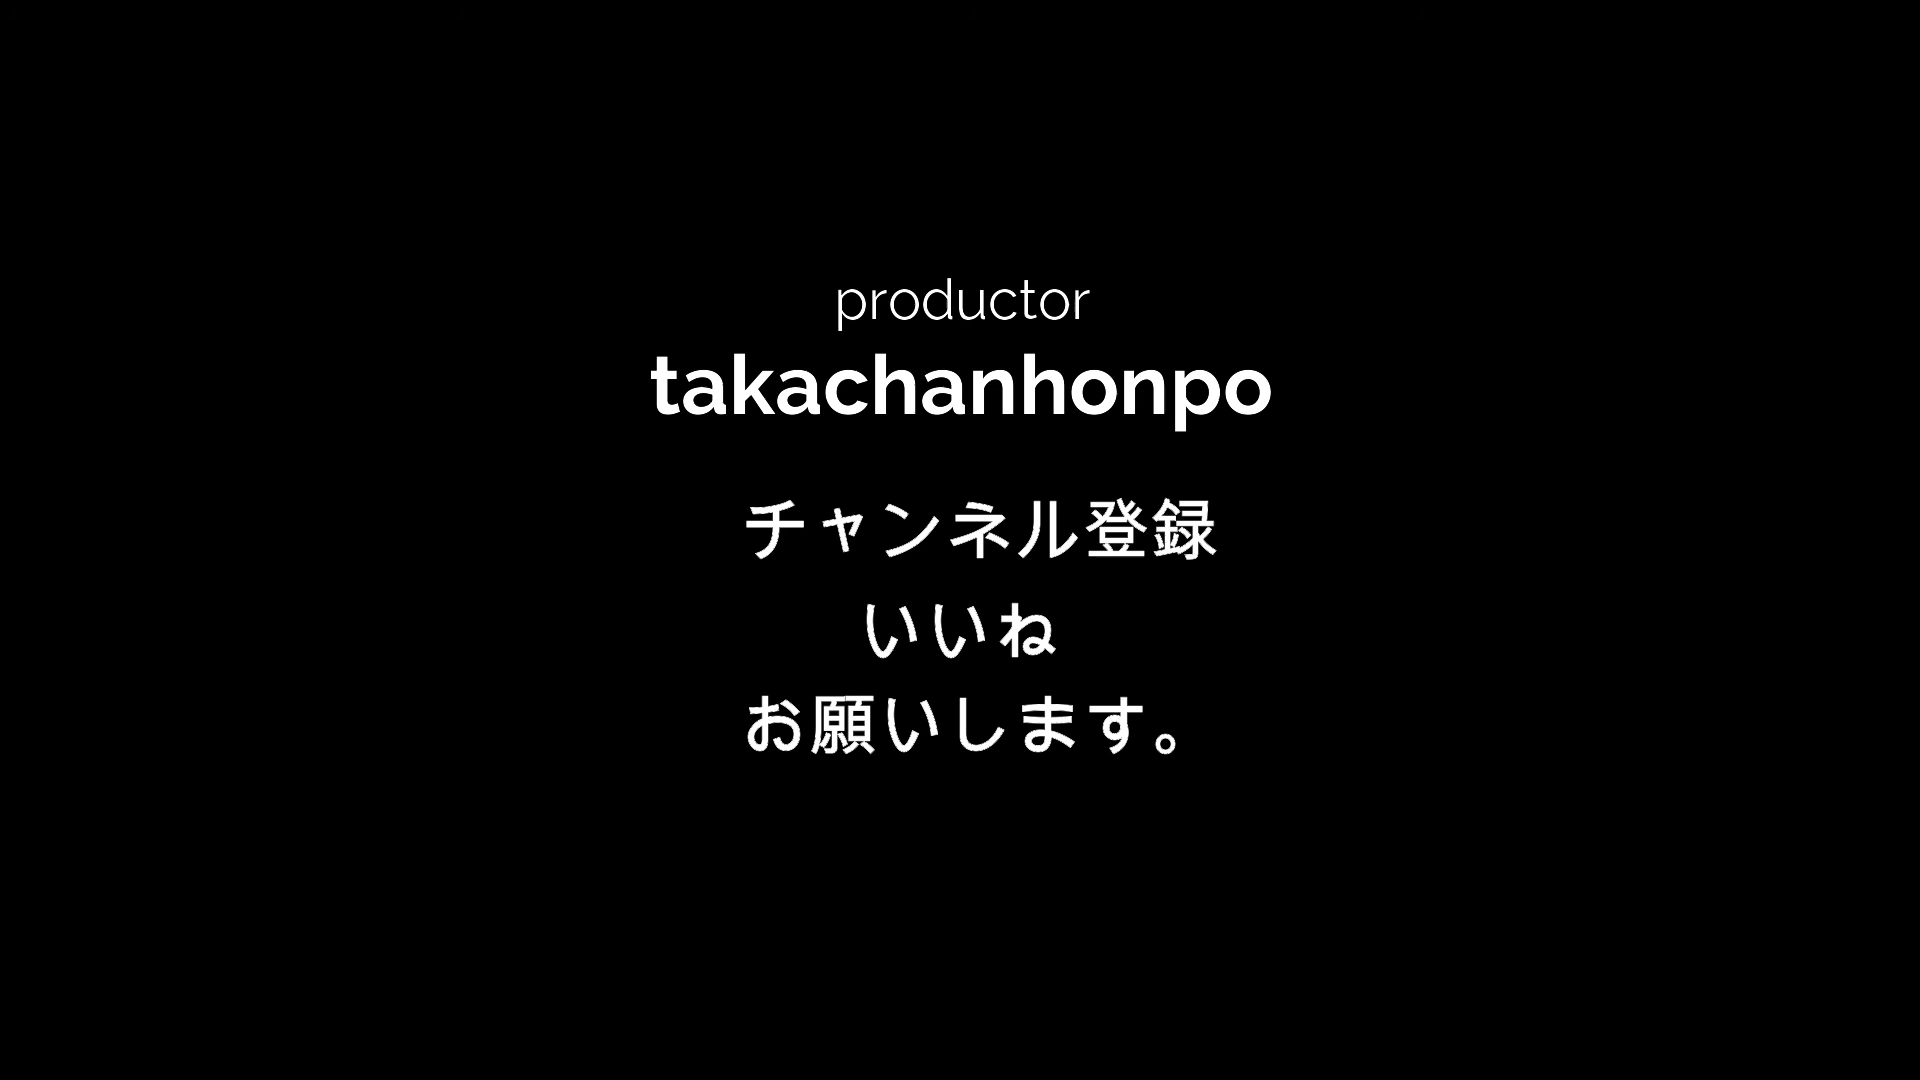 productor
takachanhonpo
チャンネル登録
いいね
お願いします。